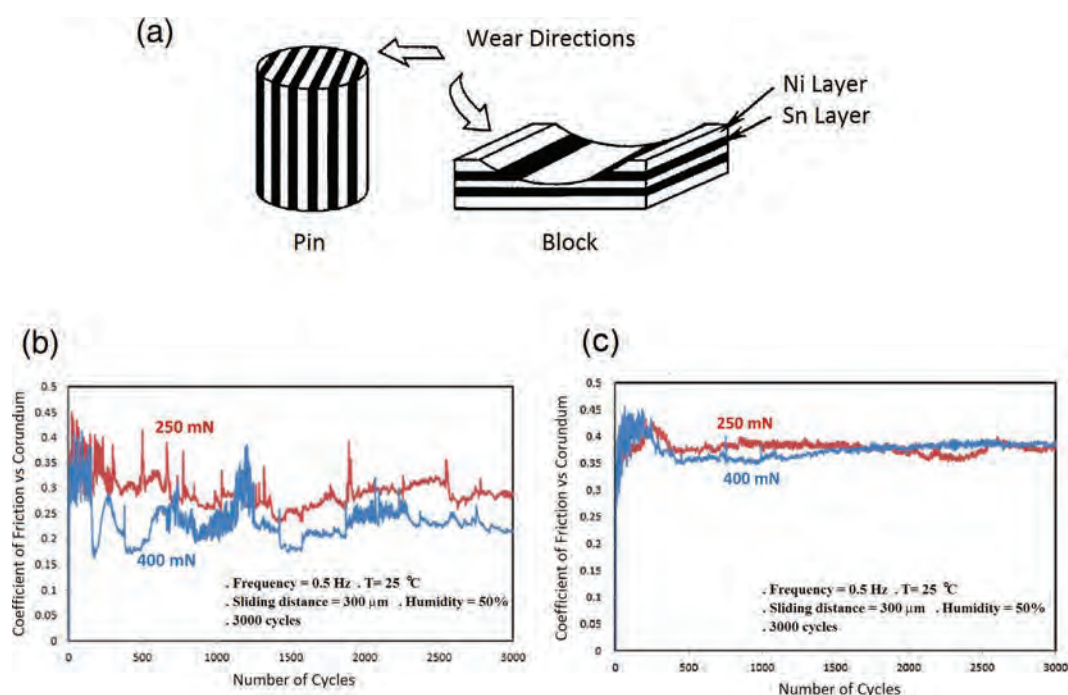 (a)
Wear Directions
Ni Layer
Sn Layer
Pin
Block
(b)
Coefficient of Friction vs Corundum
0.5
0.45
0.4
0.35
0.3
0.25
0.2
0.15
0.1
0.05
0
250 mN
400 mN
. Frequency = 0.5 Hz . T= 25 °C
. Sliding distance = 300 µm . Humidity = 50%
. 3000 cycles
0 500 1000 1500 2000 2500 3000
Number of Cycles
(c)
Coefficient of Friction vs Corundum
0.5
0.45
0.4
0.35
0.3
0.25
0.2
0.15
0.1
0.05
0
250 mN
400 mN
. Frequency = 0.5 Hz . T= 25 °C
. Sliding distance = 300 µm . Humidity = 50%
. 3000 cycles
0 500 1000 1500 2000 2500 3000
Number of Cycles